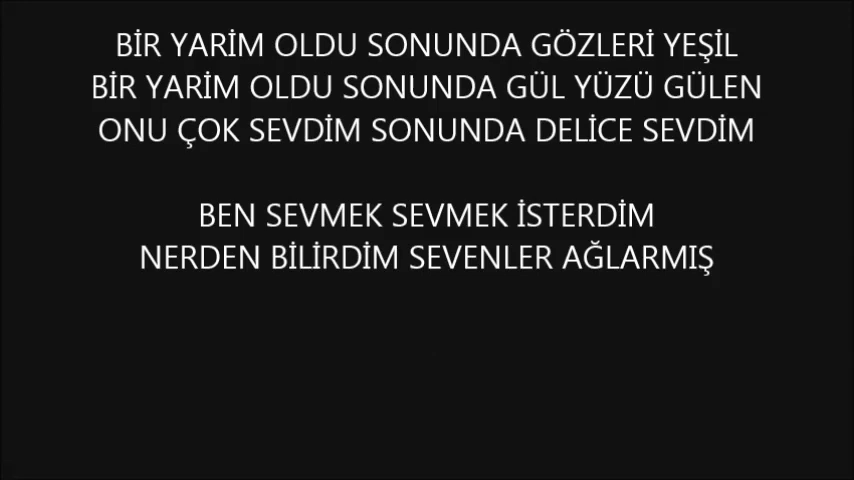 BİR YARİM OLDU SONUNDA GÖZLERİ YEŞİL
BİR YARİM OLDU SONUNDA GÜL YÜZÜ GÜLEN
ONU ÇOK SEVDİM SONUNDA DELİCE SEVDİM
BEN SEVMEK SEVMEK İSTERDİM
NERDEN BİLİRDİM SEVENLER AĞLARMIŞ